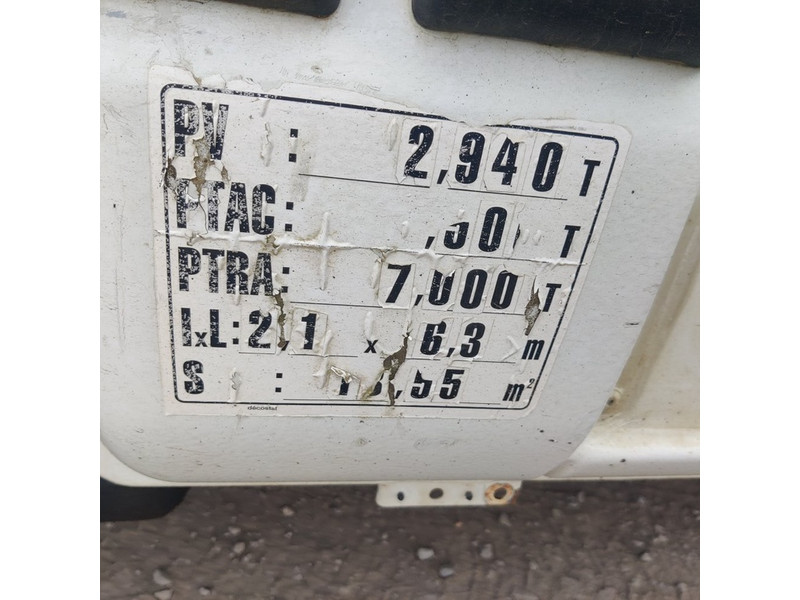 PV : 2,940 T
PTAC : T
PTRA : 7,000 T
IxL : 2,1 x 6,3 m
S : m²